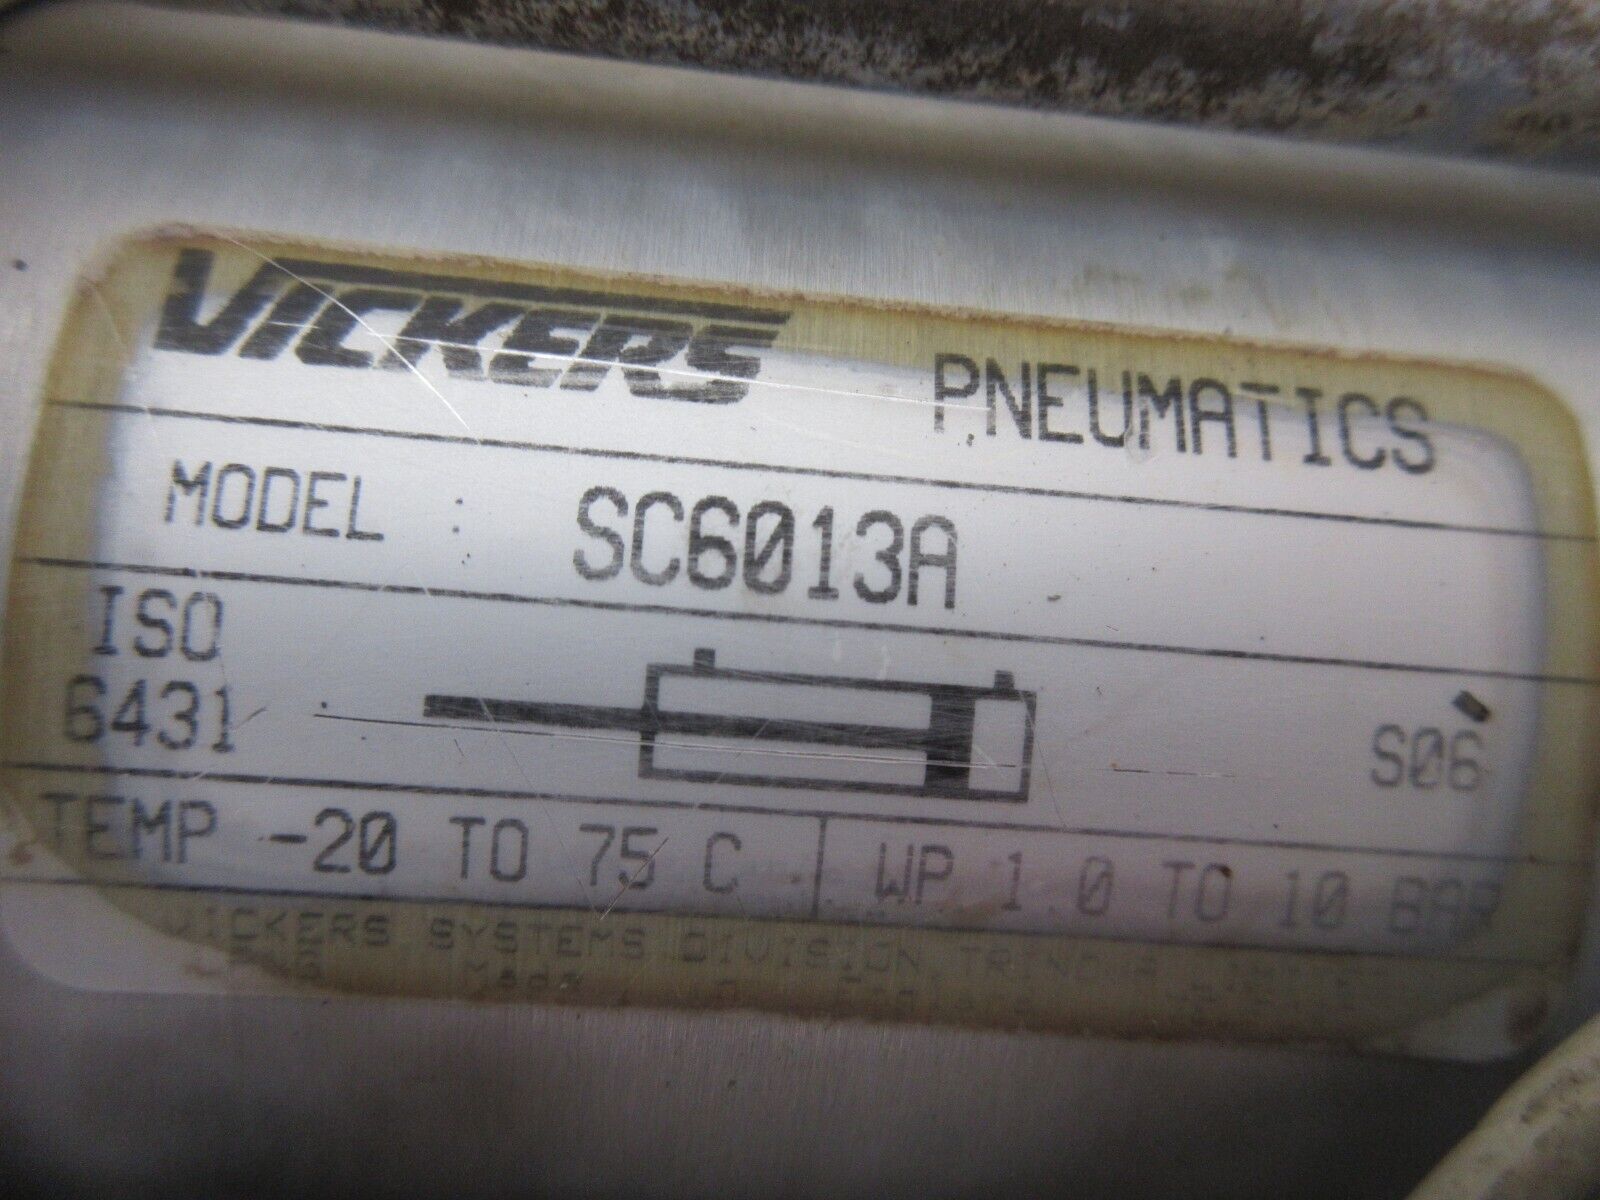 VICKERS PNEUMATICS
MODEL : SC6013A
ISO
6431
S06
TEMP -20 TO 75 C WP 1 0 TO 10 BAR
VICKERS SYSTEMS DIVISION, TRINOVA